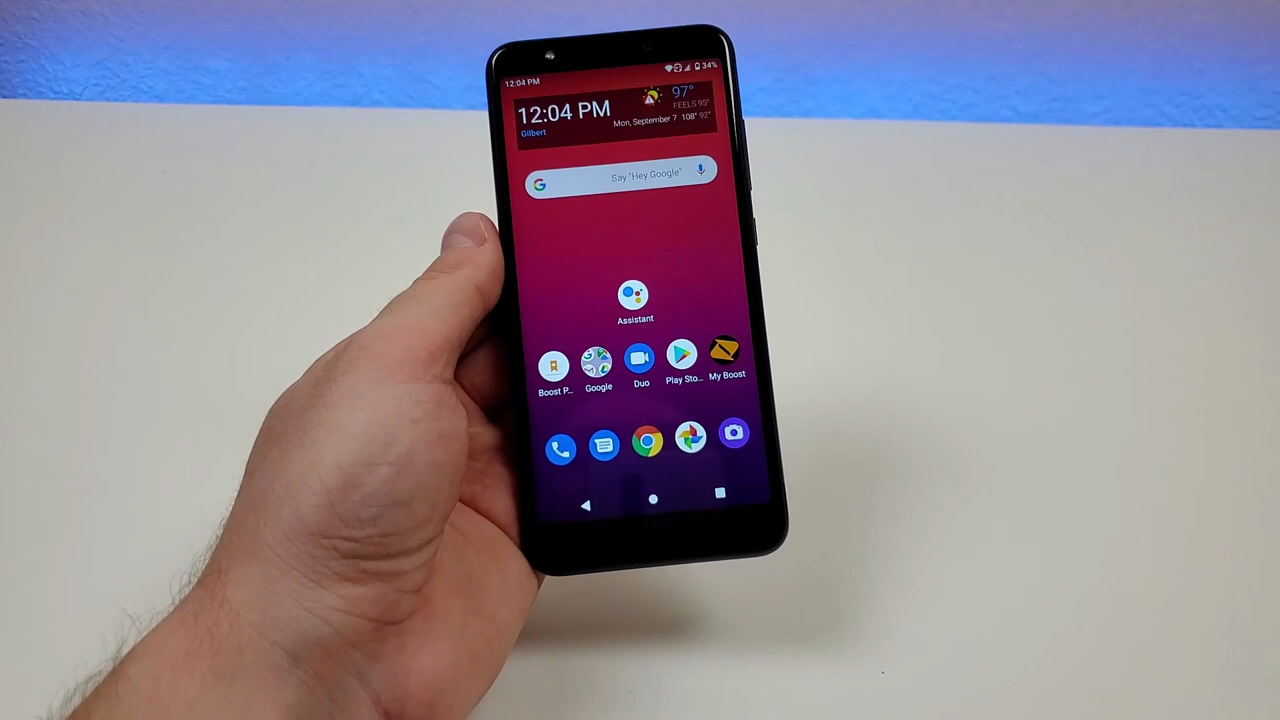 12:04 PM
34%
12:04 PM
97°
FEELS 95°
Gilbert
Mon, September 7 108° 92°
Say "Hey Google"
Assistant
Boost P...
Google
Duo
Play Sto...
My Boost